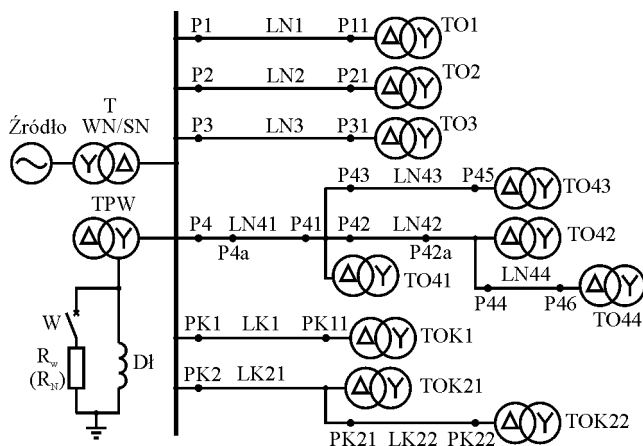 P1 LN1 P11 TO1
P2 LN2 P21 TO2
P3 LN3 P31 TO3
Źródło
T
WN/SN
TPW
P4 LN41 P41 P42 LN42 TO42
P4a P42a
P43 LN43 P45 TO43
TO41
LN44
P44 P46 TO44
W
R_w
(R_N)
Dł
PK1 LK1 PK11 TOK1
PK2 LK21 TOK21
PK21 LK22 PK22 TOK22